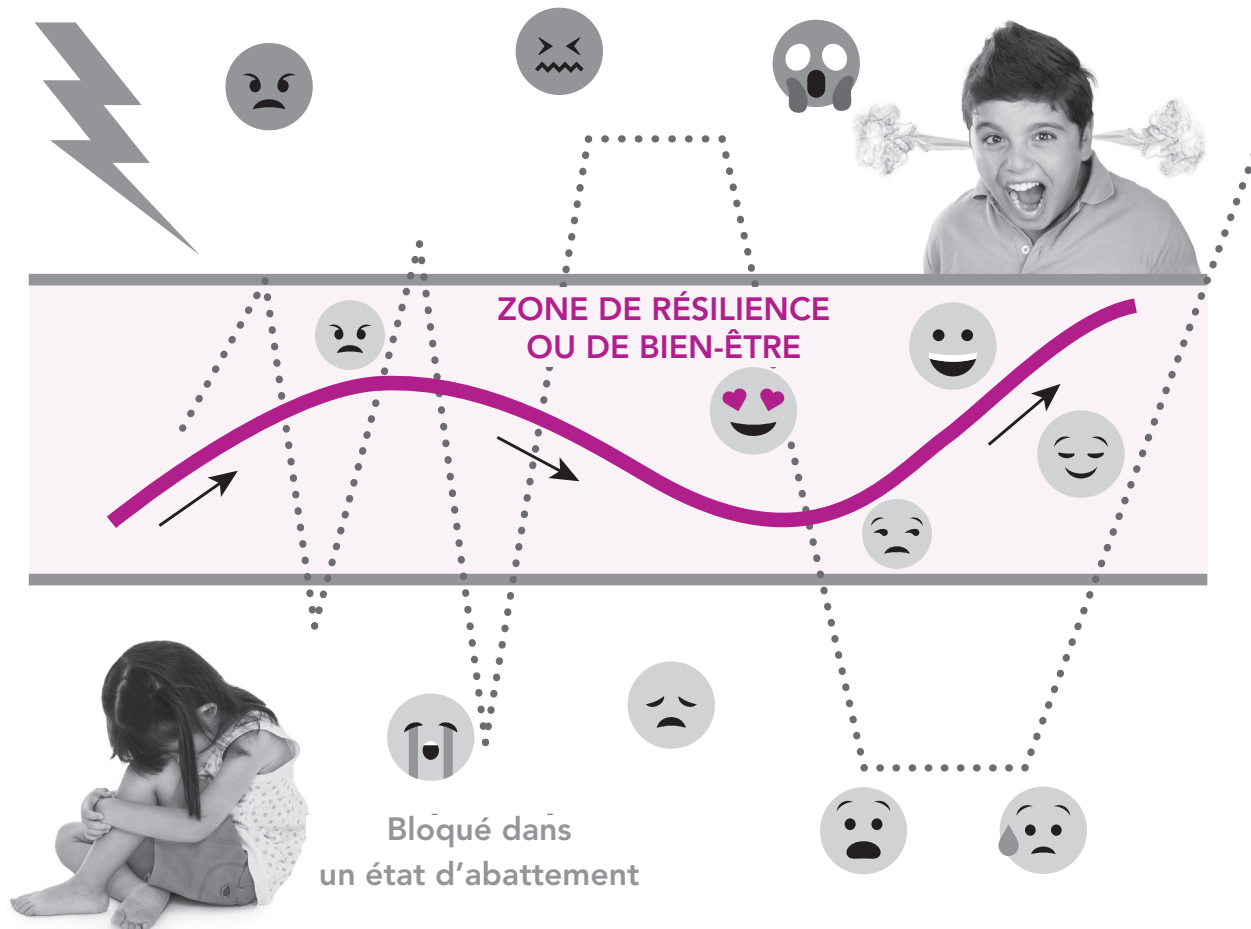 ZONE DE RÉSILIENCE
OU DE BIEN-ÊTRE
Bloqué dans
un état d’abattement